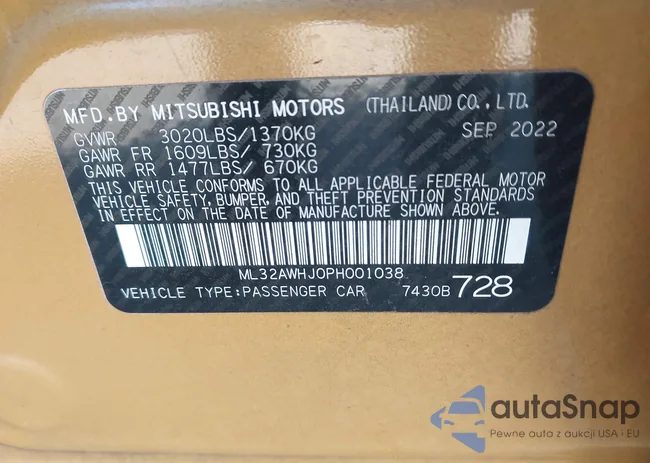 MFD.BY MITSUBISHI MOTORS (THAILAND) CO., LTD.
GVWR 3020LBS/1370KG SEP 2022
GAWR FR 1609LBS/ 730KG
GAWR RR 1477LBS/ 670KG
THIS VEHICLE CONFORMS TO ALL APPLICABLE FEDERAL MOTOR
VEHICLE SAFETY, BUMPER, AND THEFT PREVENTION STANDARDS
IN EFFECT ON THE DATE OF MANUFACTURE SHOWN ABOVE.
ML32AWHJ0PH001038
VEHICLE TYPE:PASSENGER CAR 7430B 728
autoSnap
Pewne auta z aukcji USA i EU